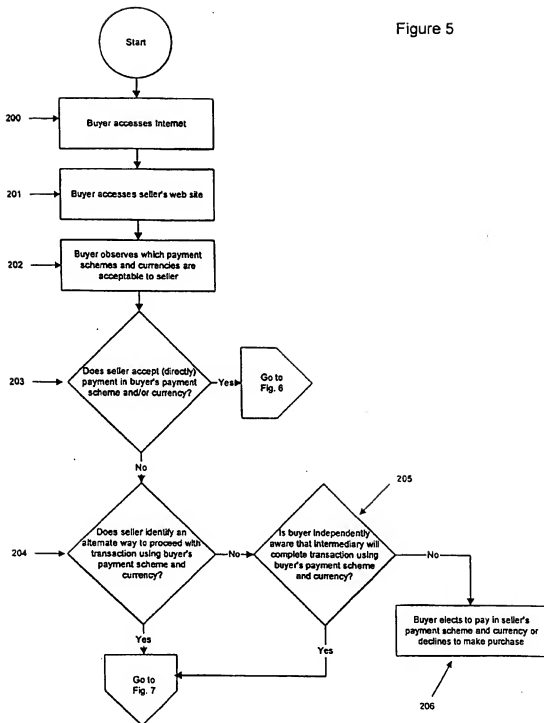 Figure 5
Start
200
Buyer accesses Internet
201
Buyer accesses seller's web site
202
Buyer observes which payment
schemes and currencies are
acceptable to seller
203
Does seller accept (directly)
payment in buyer's payment
scheme and/or currency?
Yes
Go to
Fig. 6
No
204
Does seller identify an
alternate way to proceed with
transaction using buyer's
payment scheme and
currency?
No
205
Is buyer independently
aware that intermediary will
complete transaction using
buyer's payment scheme
and currency?
No
Yes
Yes
Go to
Fig. 7
Buyer elects to pay in seller's
payment scheme and currency or
declines to make purchase
206